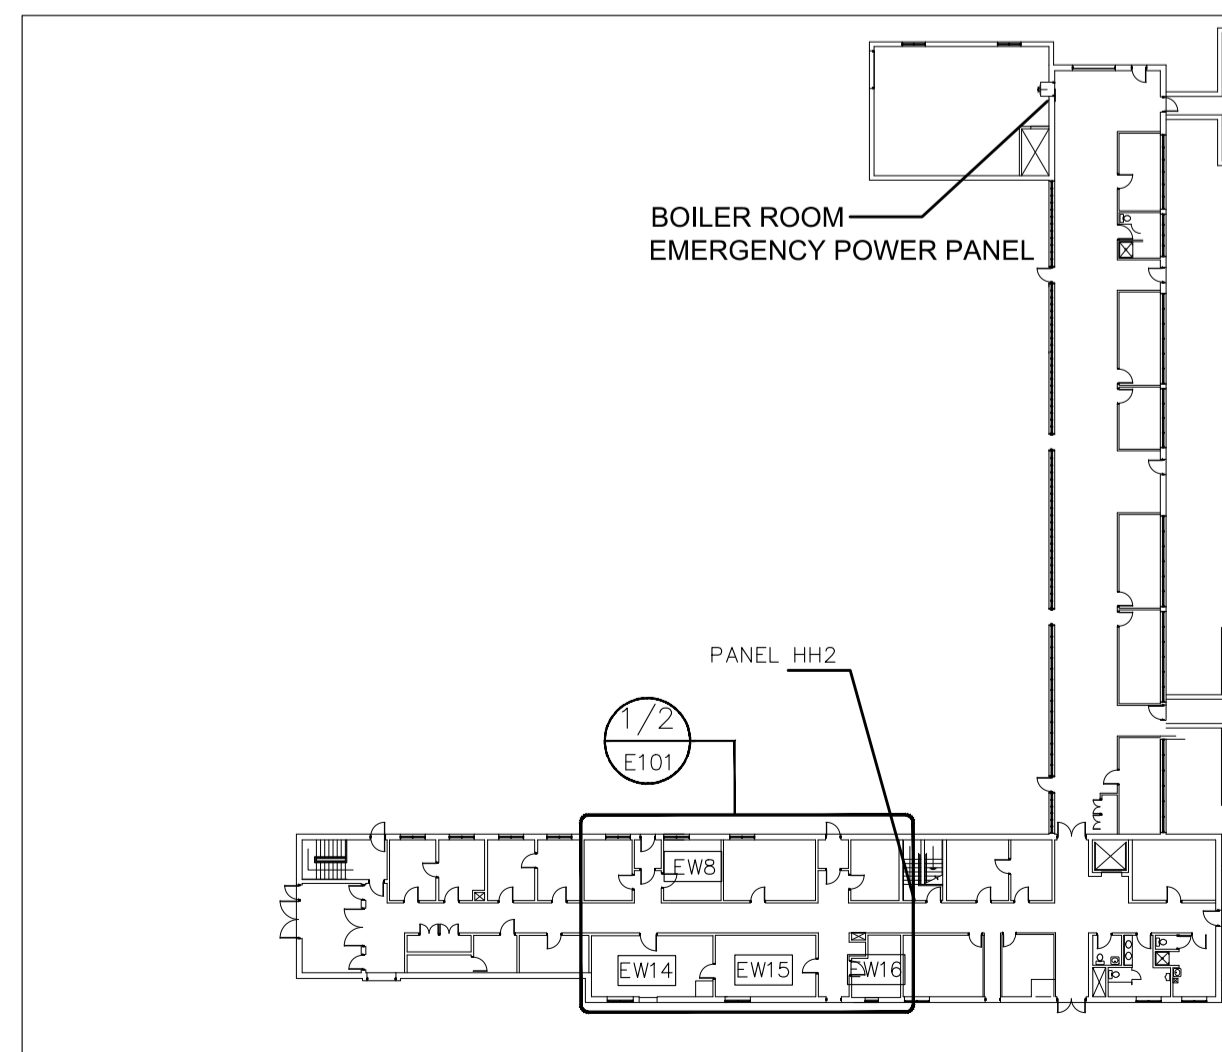 BOILER ROOM
EMERGENCY POWER PANEL
PANEL HH2
1/2
E101
EW8
EW14
EW15
EW16